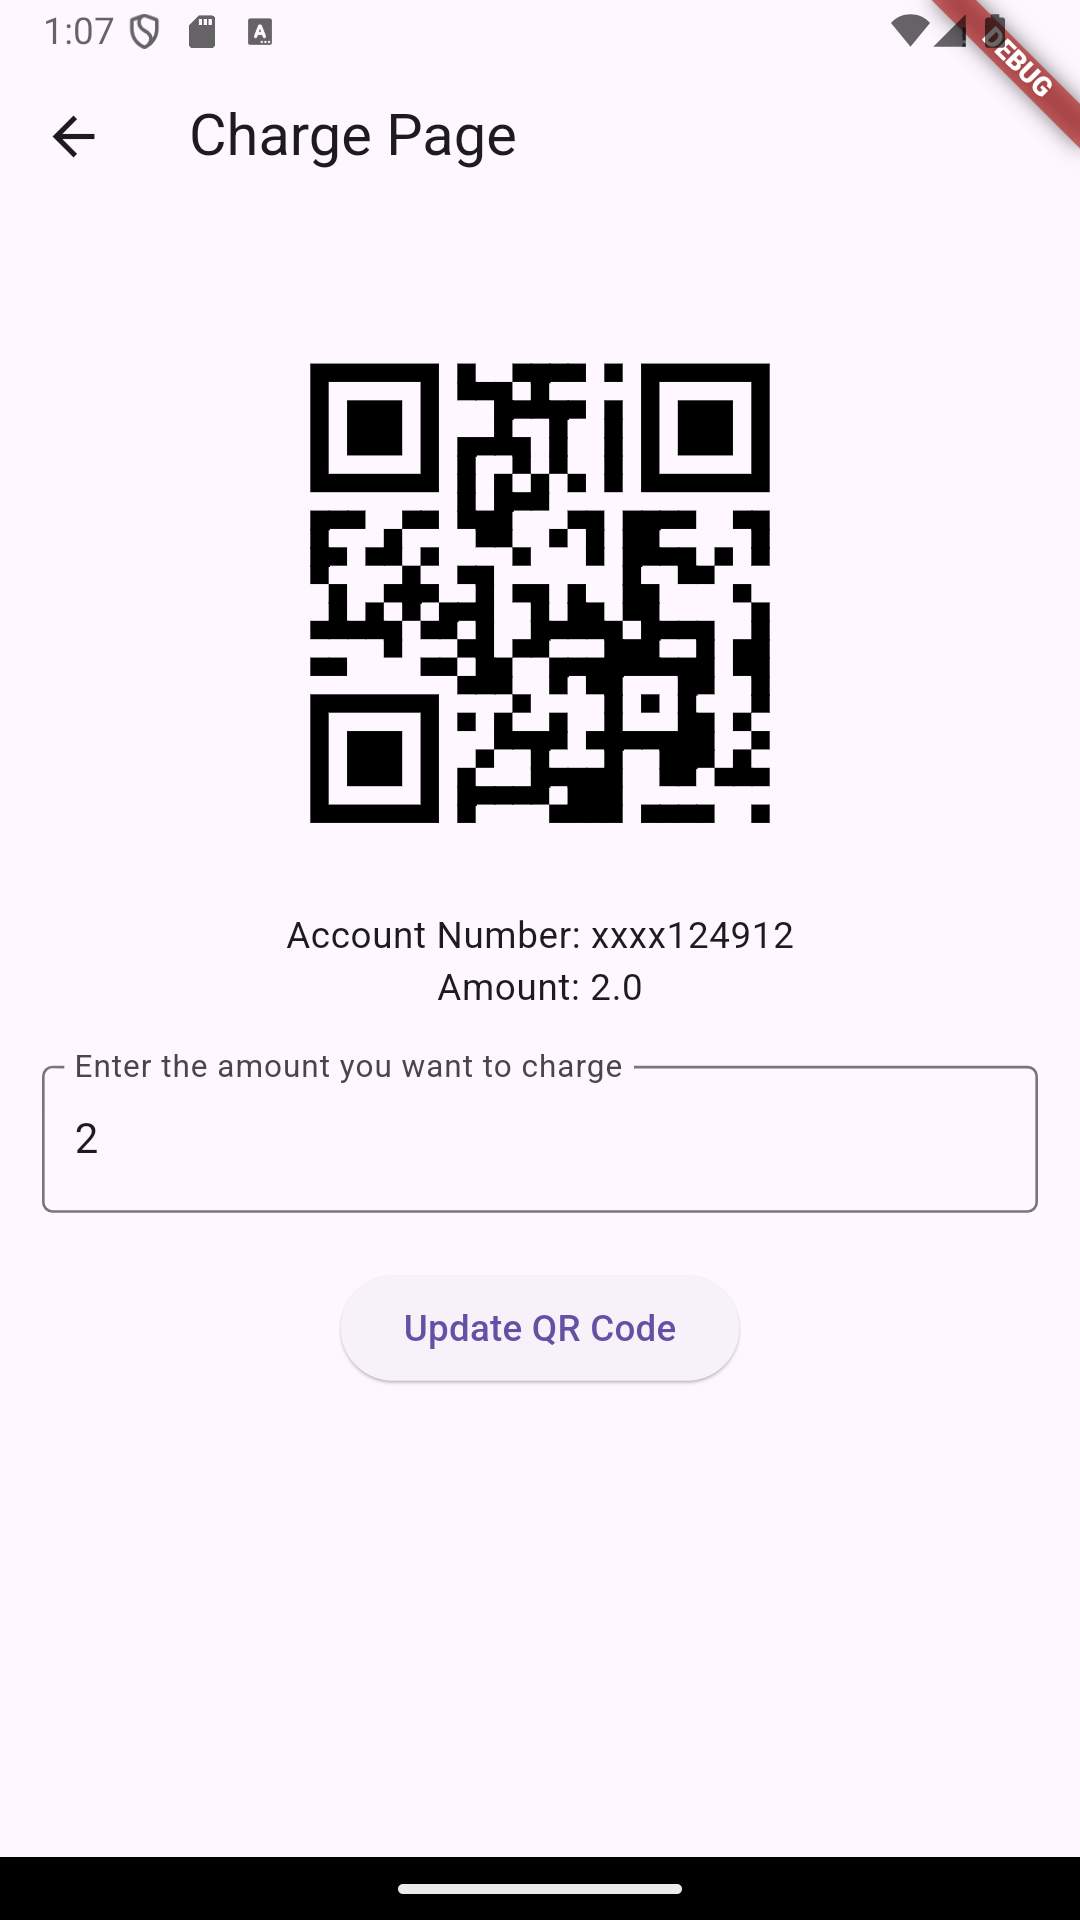 1:07
A
DEBUG
Charge Page
Account Number: xxxx124912
Amount: 2.0
Enter the amount you want to charge
2
Update QR Code